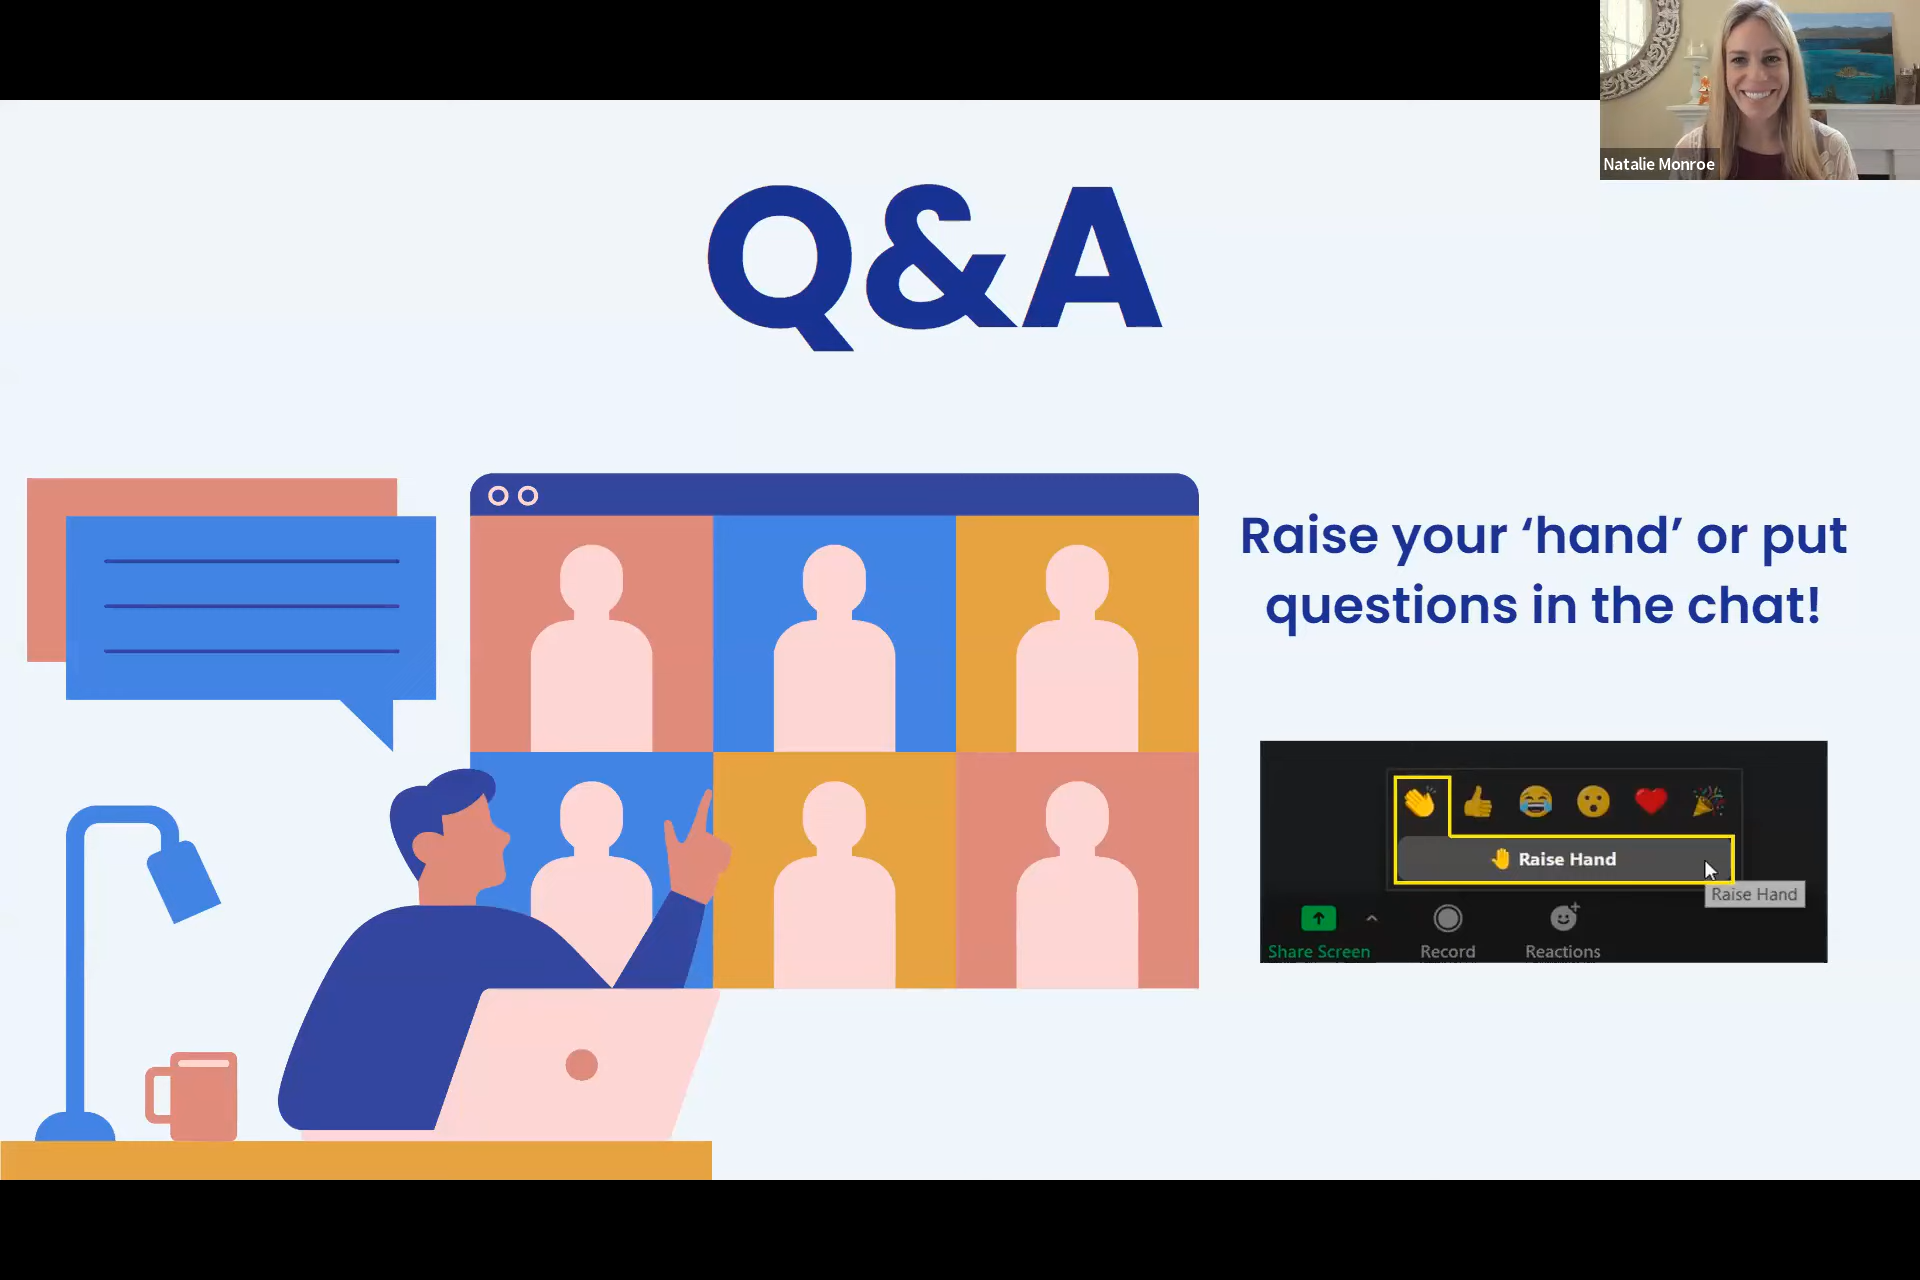 Natalie Monroe
Q&A
Raise your ‘hand’ or put
questions in the chat!
Raise Hand
Raise Hand
Share Screen
Record
Reactions